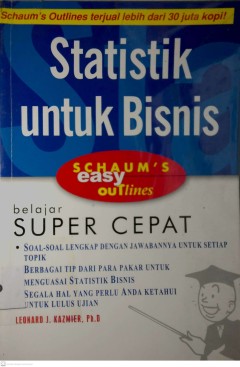 Schaum's Outlines terjual lebih dari 30 juta kopi!
Statistik
untuk Bisnis
SCHAUM'S
easy
outlines
belajar
SUPER CEPAT
• SOAL-SOAL LENGKAP DENGAN JAWABANNYA UNTUK SETIAP
TOPIK
BERBAGAI TIP DARI PARA PAKAR UNTUK
MENGUASAI STATISTIK BISNIS
SEGALA HAL YANG PERLU ANDA KETAHUI
UNTUK LULUS UJIAN
LEONARD J. KAZMIER, Ph.D